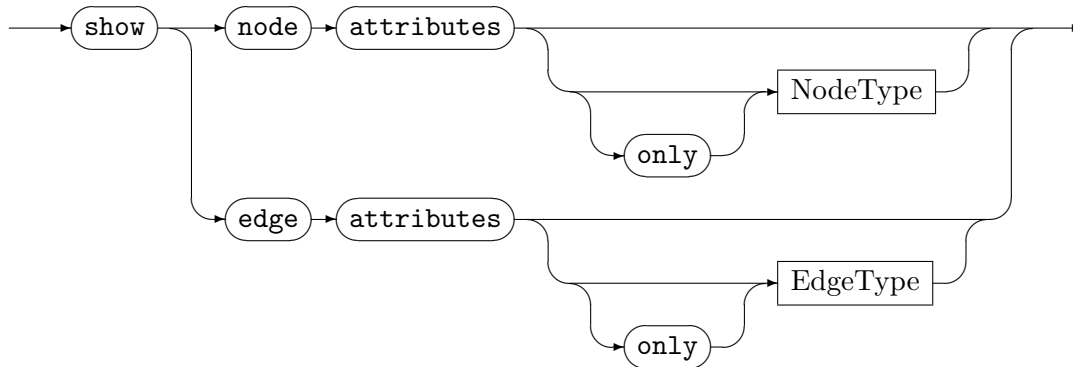 show node attributes
NodeType
only
edge attributes
EdgeType
only